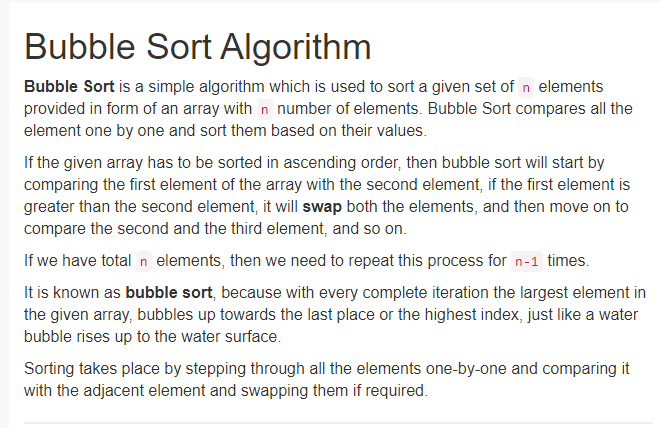 Bubble Sort Algorithm
Bubble Sort is a simple algorithm which is used to sort a given set of n elements
provided in form of an array with n number of elements. Bubble Sort compares all the
element one by one and sort them based on their values.
If the given array has to be sorted in ascending order, then bubble sort will start by
comparing the first element of the array with the second element, if the first element is
greater than the second element, it will swap both the elements, and then move on to
compare the second and the third element, and so on.
If we have total n elements, then we need to repeat this process for n-1 times.
It is known as bubble sort, because with every complete iteration the largest element in
the given array, bubbles up towards the last place or the highest index, just like a water
bubble rises up to the water surface.
Sorting takes place by stepping through all the elements one-by-one and comparing it
with the adjacent element and swapping them if required.